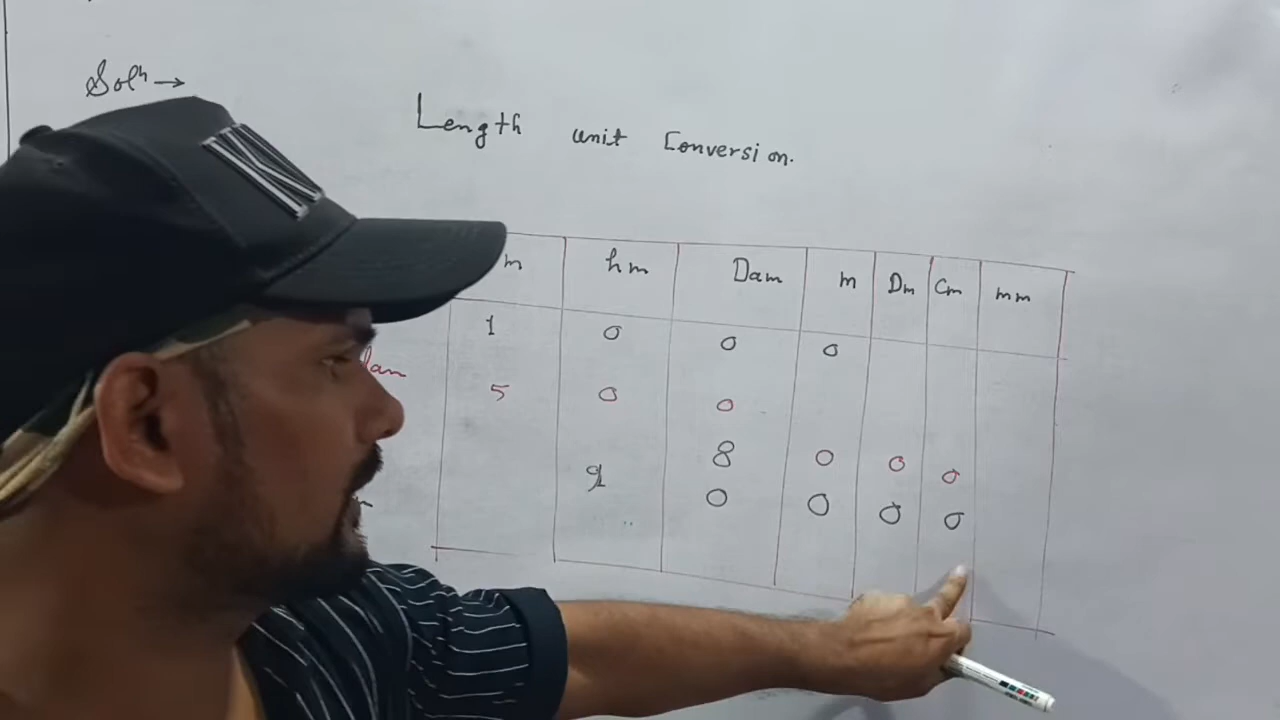 Solⁿ →
Length unit Conversion.
m hm Dam m Dm Cm mm
1 0 0 0
5 0 0
8 0 0 0
9 0 0 0 0